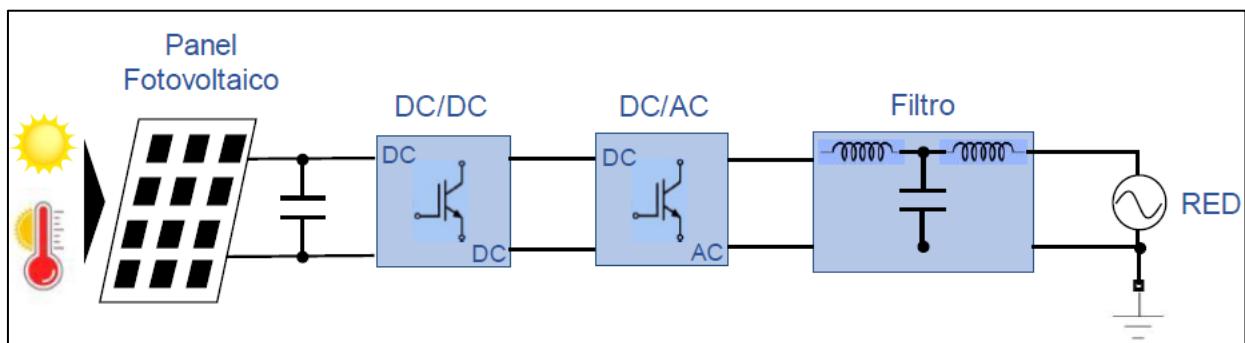 Panel
Fotovoltaico
DC/DC
DC/AC
Filtro
DC
DC
DC
AC
RED